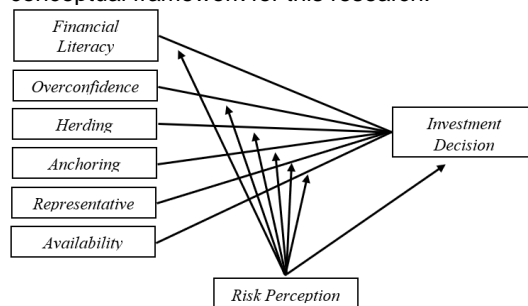 conceptual framework for this research.
Financial
Literacy
Overconfidence
Herding
Anchoring
Representative
Availability
Investment
Decision
Risk Perception